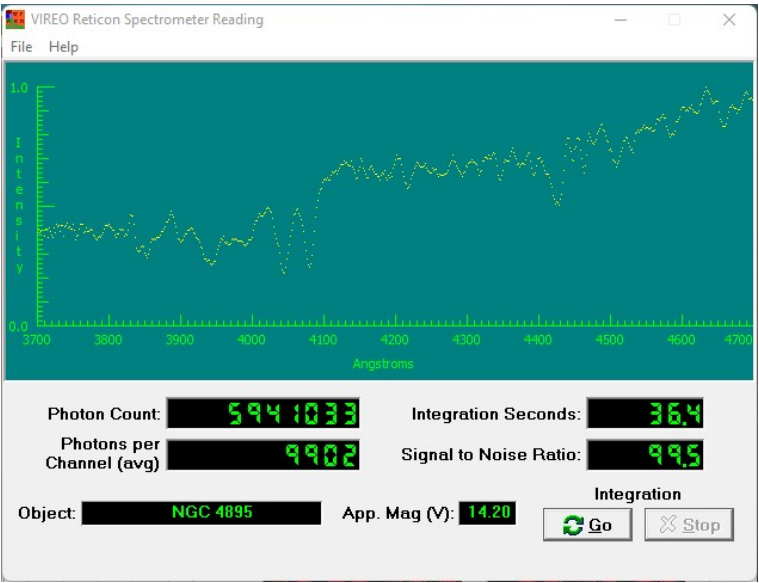 VIREO Reticon Spectrometer Reading
File Help
1.0
Intensity
0.0
3700 3800 3900 4000 4100 4200 4300 4400 4500 4600 4700
Angstroms
Photon Count: 5941033 Integration Seconds: 36.4
Photons per Channel (avg) 9902 Signal to Noise Ratio: 99.5
Integration
Object: NGC 4895 App. Mag (V): 14.20 Go Stop